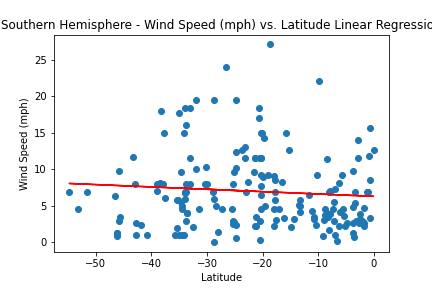 Southern Hemisphere - Wind Speed (mph) vs. Latitude Linear Regressio
Wind Speed (mph)
25
20
15
10
5
0
−50 −40 −30 −20 −10 0
Latitude